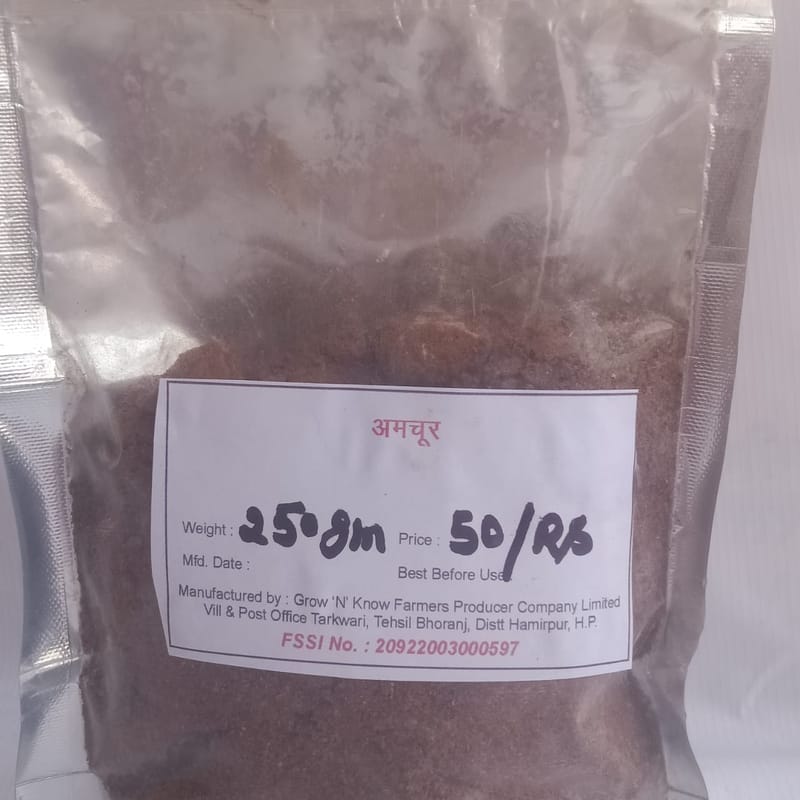 अमचूर
Weight : 250gm Price : 50/Rs
Mfd. Date : Best Before Use:
Manufactured by : Grow 'N' Know Farmers Producer Company Limited
Vill & Post Office Tarkwari, Tehsil Bhoranj, Distt Hamirpur, H.P.
FSSI No. : 20922003000597